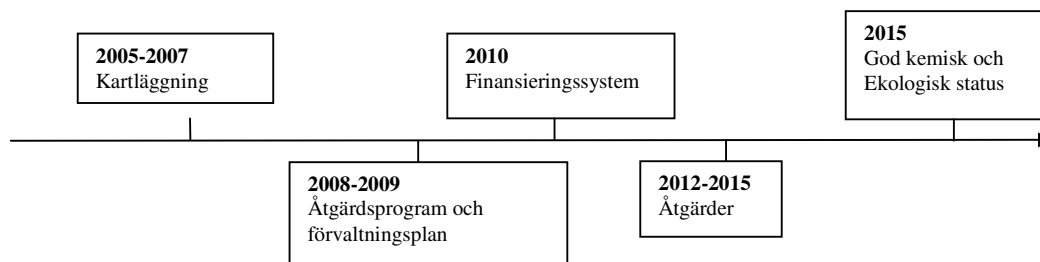 2005-2007
Kartläggning
2008-2009
Åtgärdsprogram och
förvaltningsplan
2010
Finansieringssystem
2012-2015
Åtgärder
2015
God kemisk och
Ekologisk status